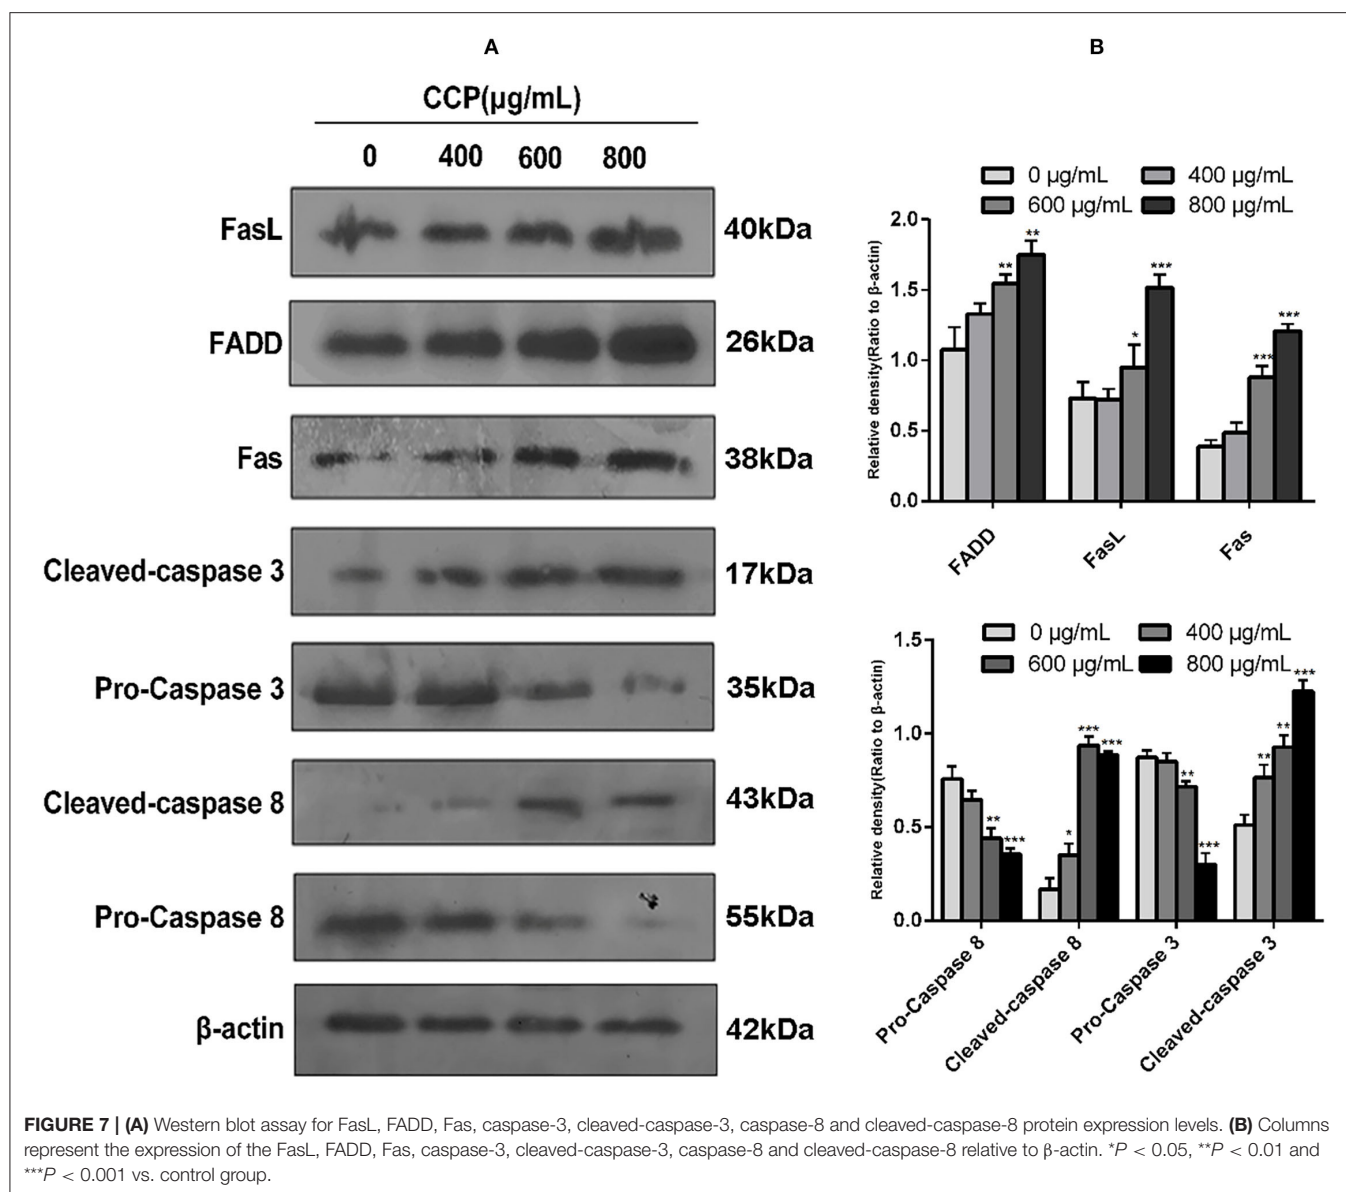 A
CCP(µg/mL)
0 400 600 800
FasL 40kDa
FADD 26kDa
Fas 38kDa
Cleaved-caspase 3 17kDa
Pro-Caspase 3 35kDa
Cleaved-caspase 8 43kDa
Pro-Caspase 8 55kDa
β-actin 42kDa
B
0 µg/mL 400 µg/mL
600 µg/mL 800 µg/mL
Relative density(Ratio to β-actin)
2.0
1.5
1.0
0.5
0.0
** **
* ***
*** ***
FADD FasL Fas
0 µg/mL 400 µg/mL
600 µg/mL 800 µg/mL
Relative density(Ratio to β-actin)
1.5
1.0
0.5
0.0
** ***
* *** ***
** ***
** ** ***
Pro-Caspase 8 Cleaved-caspase 8 Pro-Caspase 3 Cleaved-caspase 3
FIGURE 7 | (A) Western blot assay for FasL, FADD, Fas, caspase-3, cleaved-caspase-3, caspase-8 and cleaved-caspase-8 protein expression levels. (B) Columns
represent the expression of the FasL, FADD, Fas, caspase-3, cleaved-caspase-3, caspase-8 and cleaved-caspase-8 relative to β-actin. *P < 0.05, **P < 0.01 and
***P < 0.001 vs. control group.